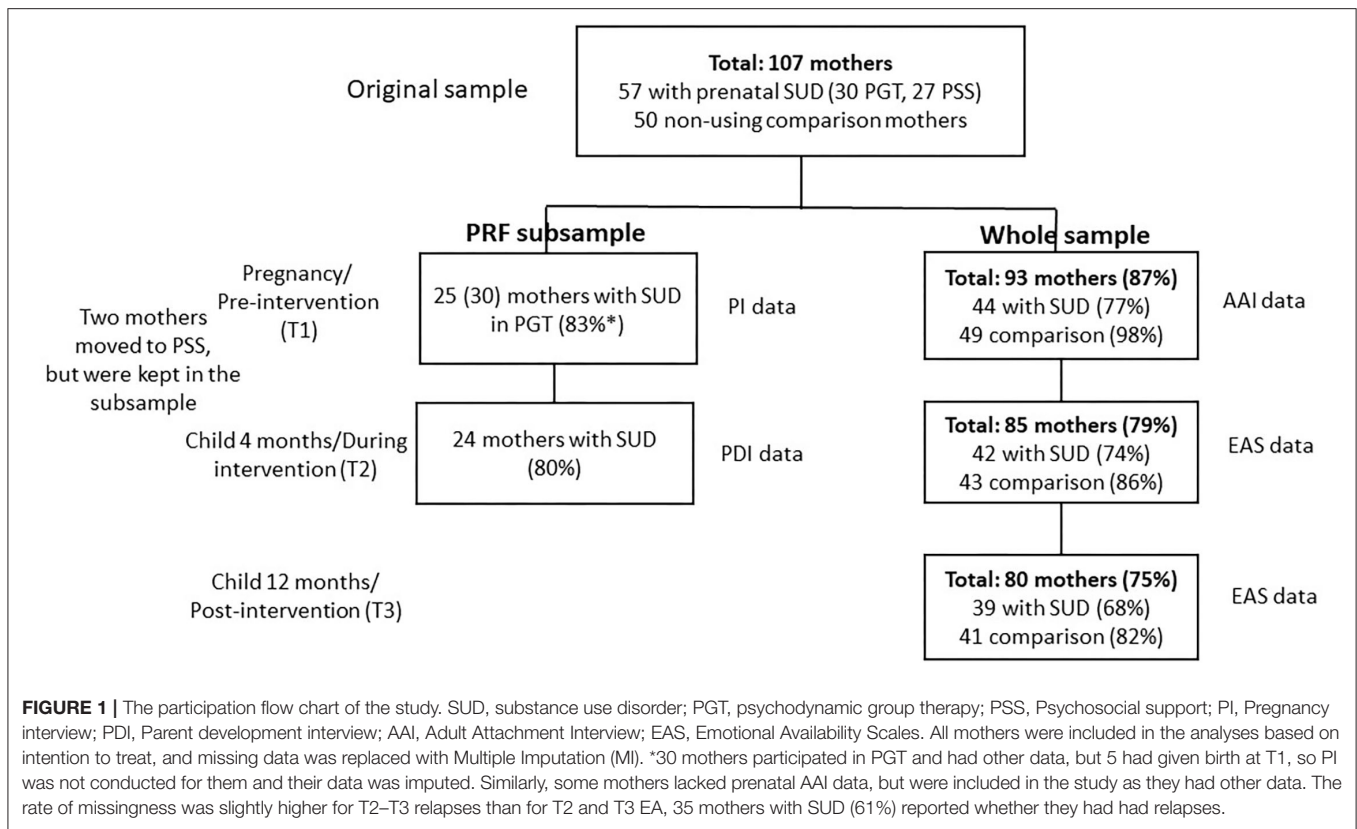 Original sample
Total: 107 mothers
57 with prenatal SUD (30 PGT, 27 PSS)
50 non-using comparison mothers
PRF subsample
Whole sample
Two mothers
moved to PSS,
but were kept in the
subsample
Pregnancy/
Pre-intervention
(T1)
25 (30) mothers with SUD
in PGT (83%*)
PI data
Total: 93 mothers (87%)
44 with SUD (77%)
49 comparison (98%)
AAI data
Child 4 months/During
intervention (T2)
24 mothers with SUD
(80%)
PDI data
Total: 85 mothers (79%)
42 with SUD (74%)
43 comparison (86%)
EAS data
Child 12 months/
Post-intervention (T3)
Total: 80 mothers (75%)
39 with SUD (68%)
41 comparison (82%)
EAS data
FIGURE 1 | The participation flow chart of the study. SUD, substance use disorder; PGT, psychodynamic group therapy; PSS, Psychosocial support; PI, Pregnancy
interview; PDI, Parent development interview; AAI, Adult Attachment Interview; EAS, Emotional Availability Scales. All mothers were included in the analyses based on
intention to treat, and missing data was replaced with Multiple Imputation (MI). *30 mothers participated in PGT and had other data, but 5 had given birth at T1, so PI
was not conducted for them and their data was imputed. Similarly, some mothers lacked prenatal AAI data, but were included in the study as they had other data. The
rate of missingness was slightly higher for T2–T3 relapses than for T2 and T3 EA, 35 mothers with SUD (61%) reported whether they had had relapses.